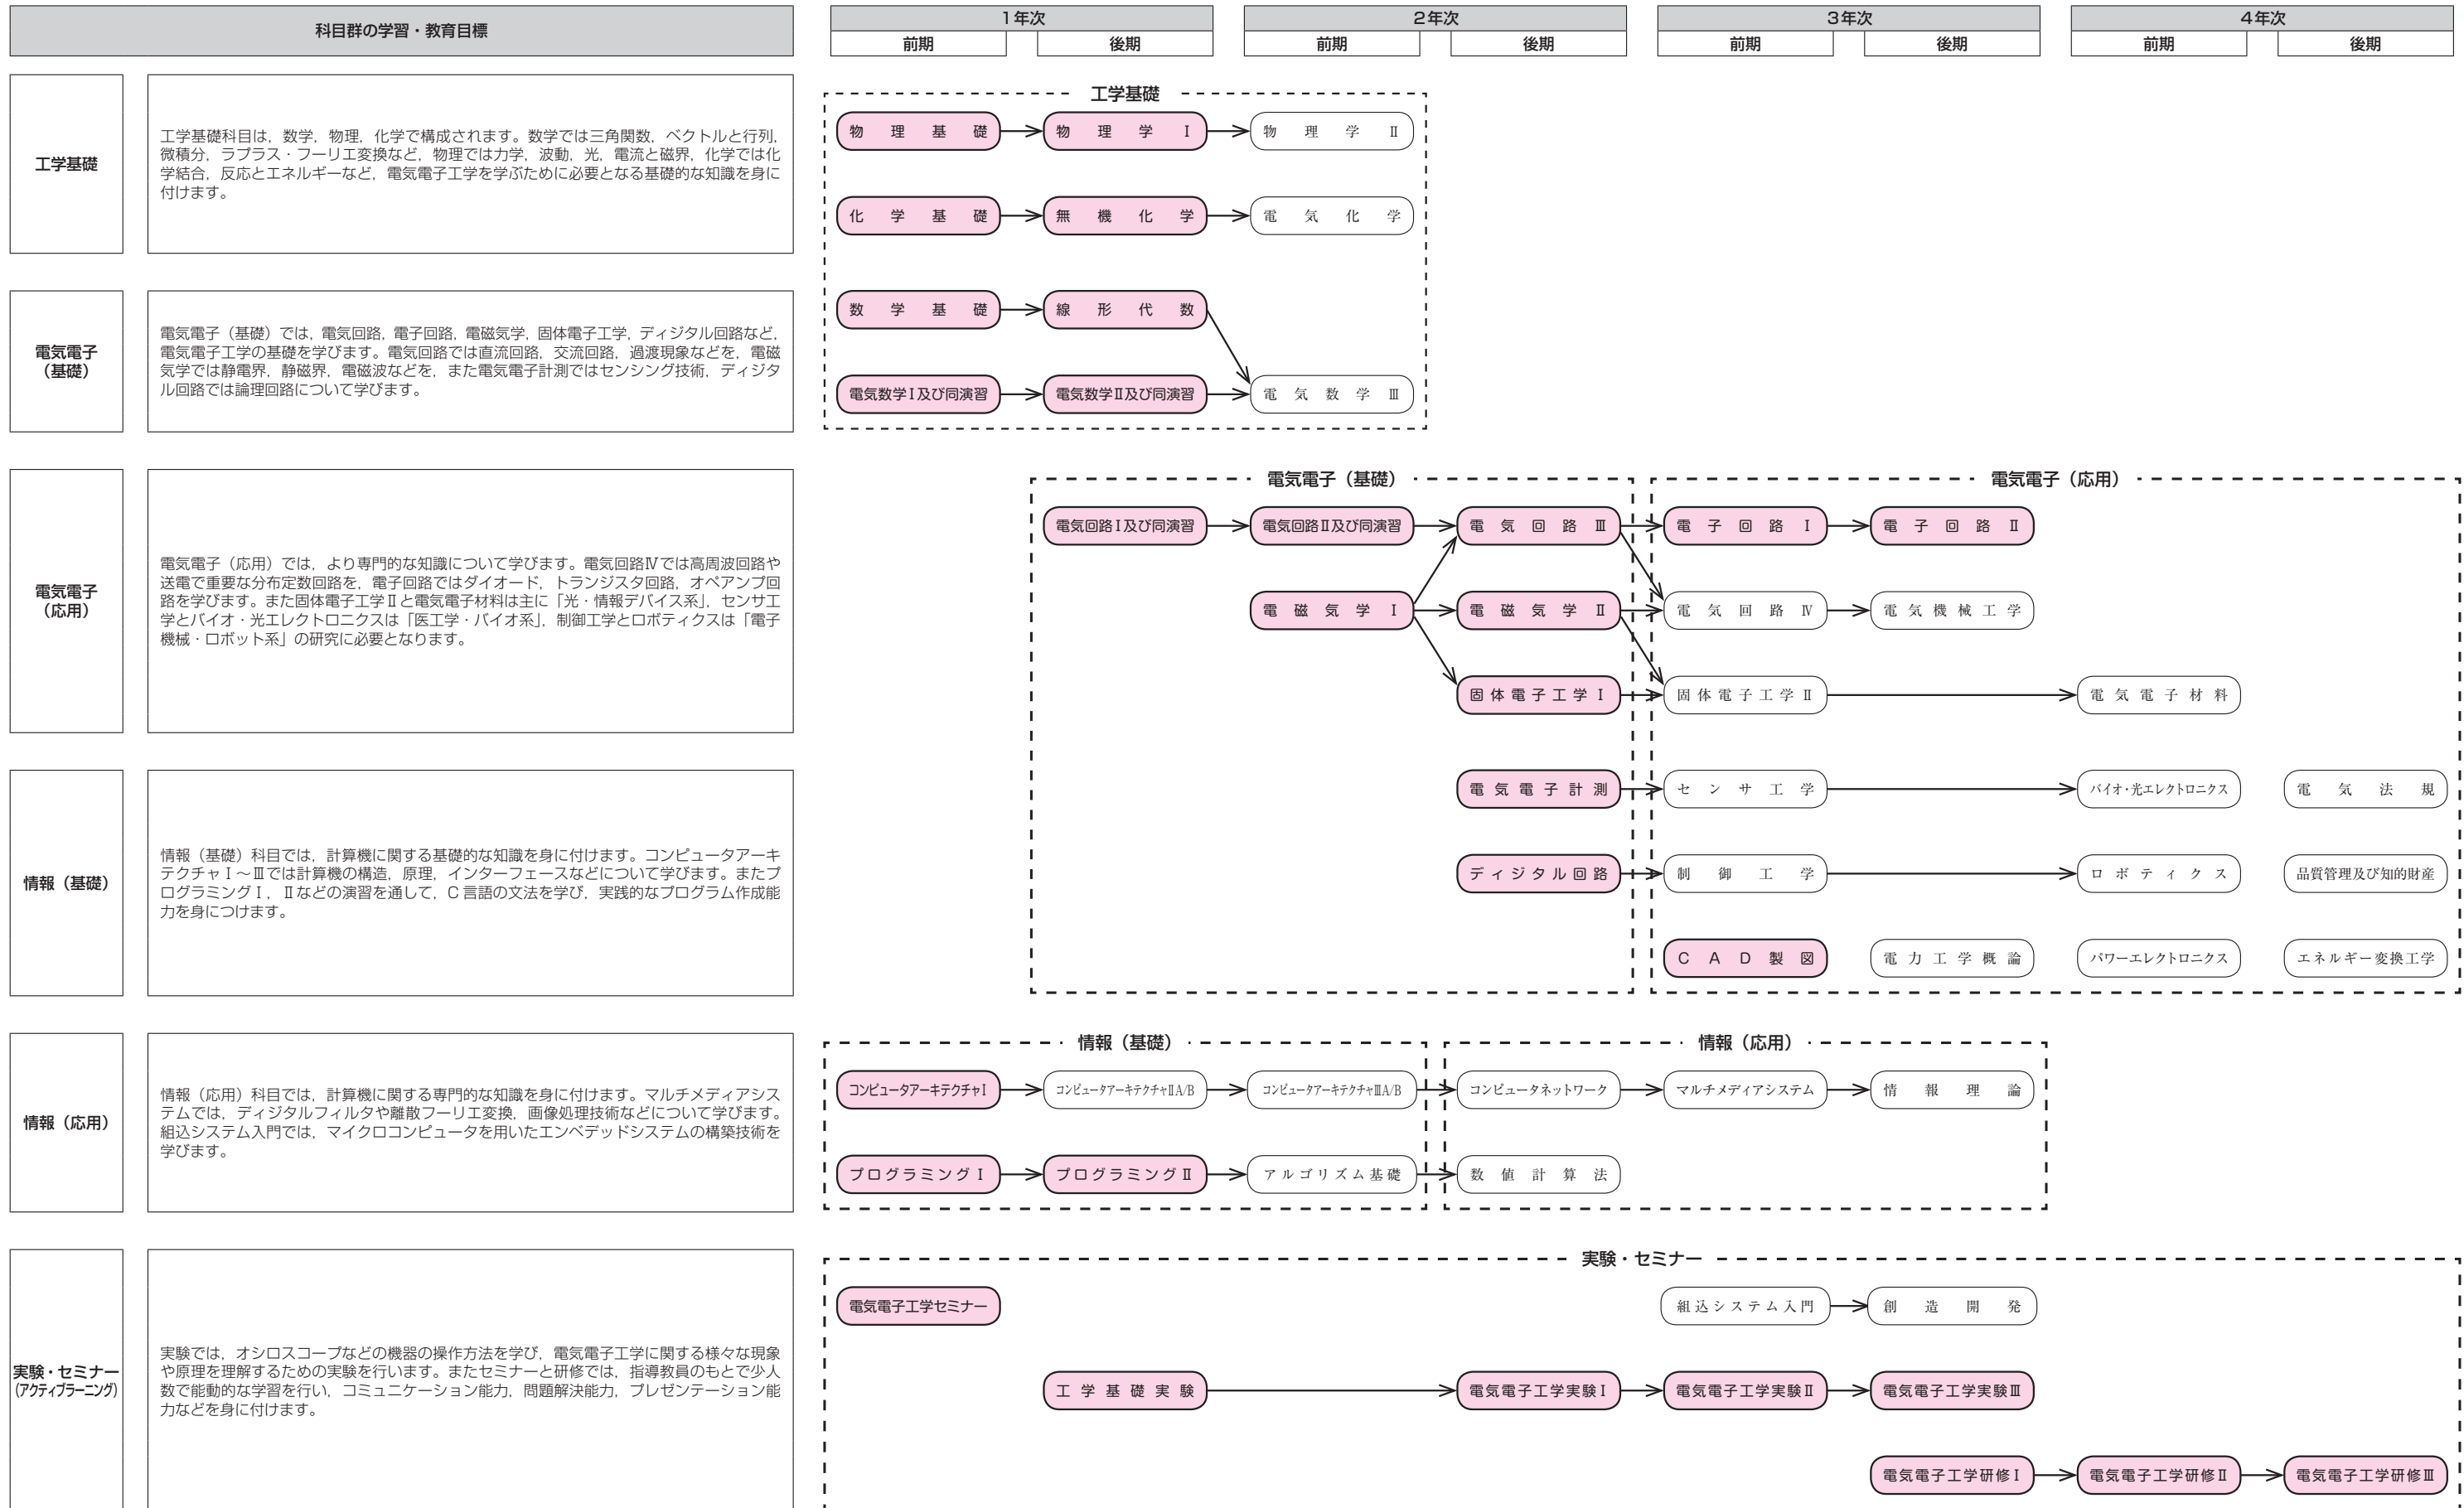 科目群の学習・教育目標
1年次
2年次
3年次
4年次
前期
後期
前期
後期
前期
後期
前期
後期
工学基礎
工学基礎科目は，数学，物理，化学で構成されます。数学では三角関数，ベクトルと行列，
微積分，ラプラス・フーリエ変換など，物理では力学，波動，光，電流と磁界，化学では化
学結合，反応とエネルギーなど，電気電子工学を学ぶために必要となる基礎的な知識を身に
付けます。
電気電子
（基礎）
電気電子（基礎）では，電気回路，電子回路，電磁気学，固体電子工学，ディジタル回路など，
電気電子工学の基礎を学びます。電気回路では直流回路，交流回路，過渡現象などを，電磁
気学では静電界，静磁界，電磁波などを，また電気電子計測ではセンシング技術，ディジタ
ル回路では論理回路について学びます。
電気電子
（応用）
電気電子（応用）では，より専門的な知識について学びます。電気回路Ⅳでは高周波回路や
送電で重要な分布定数回路を，電子回路ではダイオード，トランジスタ回路，オペアンプ回
路を学びます。また固体電子工学Ⅱと電気電子材料は主に「光・情報デバイス系」，センサ工
学とバイオ・光エレクトロニクスは「医工学・バイオ系」，制御工学とロボティクスは「電子
機械・ロボット系」の研究に必要となります。
情報（基礎）
情報（基礎）科目では，計算機に関する基礎的な知識を身に付けます。コンピュータアーキ
テクチャⅠ～Ⅲでは計算機の構造，原理，インターフェースなどについて学びます。またプ
ログラミングⅠ，Ⅱなどの演習を通して，C 言語の文法を学び，実践的なプログラム作成能
力を身につけます。
情報（応用）
情報（応用）科目では，計算機に関する専門的な知識を身に付けます。マルチメディアシス
テムでは，ディジタルフィルタや離散フーリエ変換，画像処理技術などについて学びます。
組込システム入門では，マイクロコンピュータを用いたエンベデッドシステムの構築技術を
学びます。
実験・セミナー
（アクティブラーニング）
実験では，オシロスコープなどの機器の操作方法を学び，電気電子工学に関する様々な現象
や原理を理解するための実験を行います。またセミナーと研修では，指導教員のもとで少人
数で能動的な学習を行い，コミュニケーション能力，問題解決能力，プレゼンテーション能
力などを身に付けます。
工学基礎
物理基礎
物理学Ⅰ
物理学Ⅱ
化学基礎
無機化学
電気化学
数学基礎
線形代数
電気数学Ⅰ及び同演習
電気数学Ⅱ及び同演習
電気数学Ⅲ
電気電子（基礎）
電気電子（応用）
電気回路Ⅰ及び同演習
電気回路Ⅱ及び同演習
電気回路Ⅲ
電子回路Ⅰ
電子回路Ⅱ
電磁気学Ⅰ
電磁気学Ⅱ
電気回路Ⅳ
電気機械工学
固体電子工学Ⅰ
固体電子工学Ⅱ
電気電子材料
電気電子計測
センサ工学
バイオ・光エレクトロニクス
電気法規
ディジタル回路
制御工学
ロボティクス
品質管理及び知的財産
CAD製図
電力工学概論
パワーエレクトロニクス
エネルギー変換工学
情報（基礎）
情報（応用）
コンピュータアーキテクチャⅠ
コンピュータアーキテクチャⅡA/B
コンピュータアーキテクチャⅢA/B
コンピュータネットワーク
マルチメディアシステム
情報理論
プログラミングⅠ
プログラミングⅡ
アルゴリズム基礎
数値計算法
実験・セミナー
電気電子工学セミナー
組込システム入門
創造開発
工学基礎実験
電気電子工学実験Ⅰ
電気電子工学実験Ⅱ
電気電子工学実験Ⅲ
電気電子工学研修Ⅰ
電気電子工学研修Ⅱ
電気電子工学研修Ⅲ